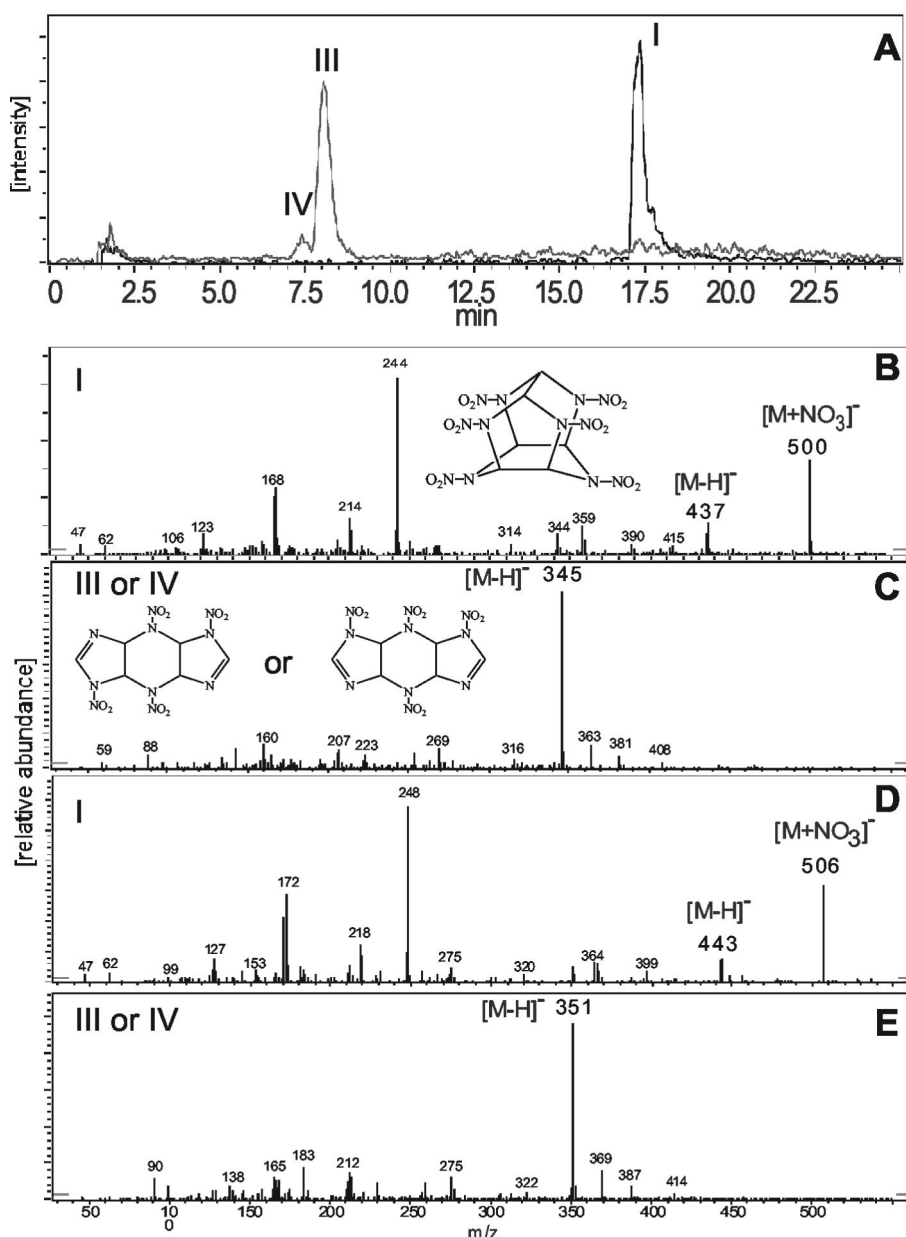 A
[intensity]
I
III
IV
0 2.5 5.0 7.5 10.0 12.5 15.0 17.5 20.0 22.5
min
I B
244
O₂N-N N-NO₂
O₂N-N N-NO₂
O₂N-N N-NO₂
[M+NO₃]⁻
500
[M-H]⁻
437
168
214
47 62 106 123 314 344 359 390 415
III or IV [M-H]⁻ 345 C
NO₂ NO₂ NO₂ NO₂ NO₂
N N N N N N
or
N N N N N N
NO₂ NO₂ NO₂
59 88 160 207 223 269 316 363 381 408
[relative abundance]
I D
248
[M+NO₃]⁻
506
[M-H]⁻
443
172
218
47 62 99 127 153 275 320 364 399
III or IV [M-H]⁻ 351 E
90 138 165 183 212 275 322 369 387 414
50 0 150 200 250 300 350 400 450 500
m/z